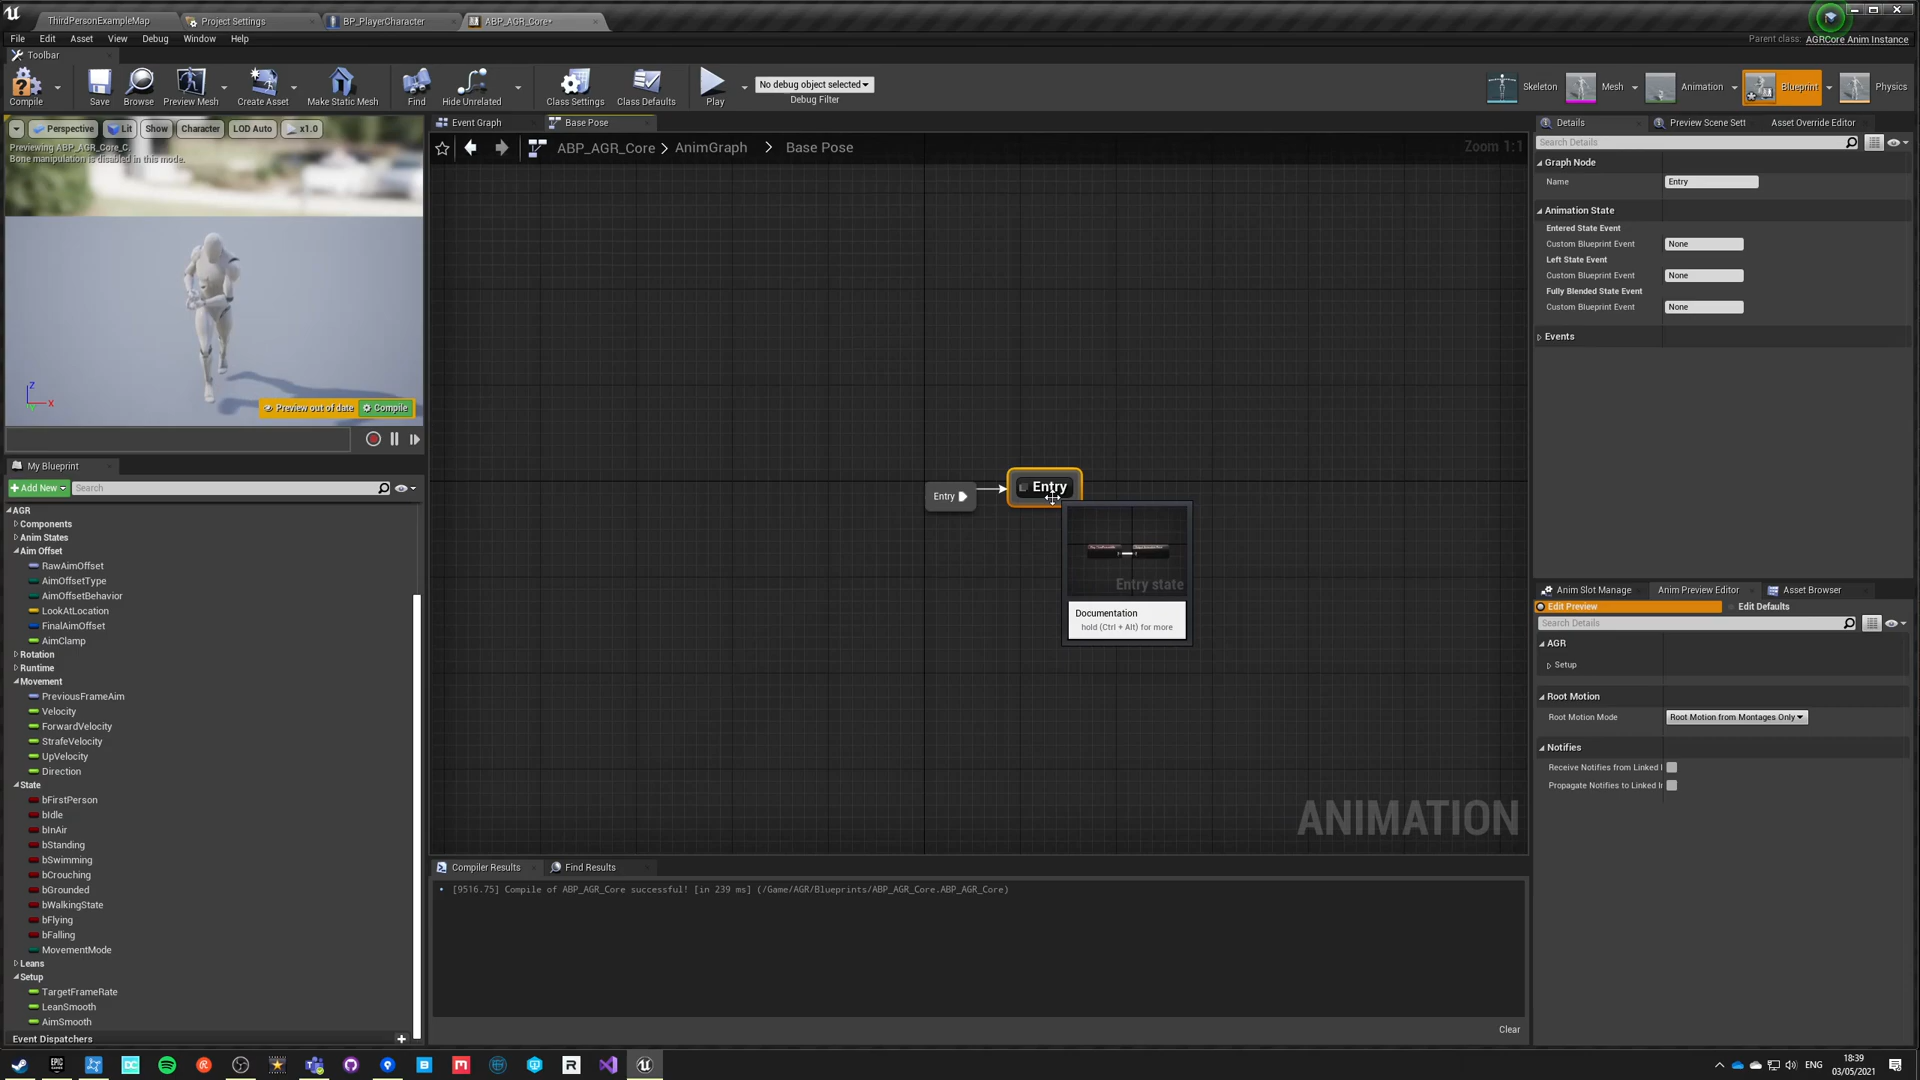 ThirdPersonExampleMap
Project Settings
BP_PlayerCharacter
ABP_AGR_Core*
File Edit Asset View Debug Window Help
Parent class: AGRCore Anim Instance
Toolbar
Compile
Save
Browse
Preview Mesh
Create Asset
Make Static Mesh
Find
Hide Unrelated
Class Settings
Class Defaults
Play
No debug object selected
Debug Filter
Skeleton
Mesh
Animation
Blueprint
Physics
Perspective
Lit
Show
Character
LOD Auto
x1.0
Previewing ABP_AGR_Core_C.
Bone manipulation is disabled in this mode.
Z
X
Preview out of date
Compile
Event Graph
Base Pose
ABP_AGR_Core > AnimGraph > Base Pose
Zoom 1:1
Entry
Entry
Entry state
Documentation
hold (Ctrl + Alt) for more
ANIMATION
My Blueprint
Add New
Search
AGR
Components
Anim States
Aim Offset
RawAimOffset
AimOffsetType
AimOffsetBehavior
LookAtLocation
FinalAimOffset
AimClamp
Rotation
Runtime
Movement
PreviousFrameAim
Velocity
ForwardVelocity
StrafeVelocity
UpVelocity
Direction
State
bFirstPerson
bIdle
bInAir
bStanding
bSwimming
bCrouching
bGrounded
bWalkingState
bFlying
bFalling
MovementMode
Leans
Setup
TargetFrameRate
LeanSmooth
AimSmooth
Event Dispatchers
Compiler Results
Find Results
[9516.75] Compile of ABP_AGR_Core successful! [in 239 ms] (/Game/AGR/Blueprints/ABP_AGR_Core.ABP_AGR_Core)
Clear
Details
Preview Scene Sett
Asset Override Editor
Search Details
Graph Node
Name
Entry
Animation State
Entered State Event
Custom Blueprint Event
None
Left State Event
Custom Blueprint Event
None
Fully Blended State Event
Custom Blueprint Event
None
Events
Anim Slot Manage
Anim Preview Editor
Asset Browser
Edit Preview
Edit Defaults
Search Details
AGR
Setup
Root Motion
Root Motion Mode
Root Motion from Montages Only
Notifies
Receive Notifies from Linked I
Propagate Notifies to Linked I
ENG
18:39
03/05/2021